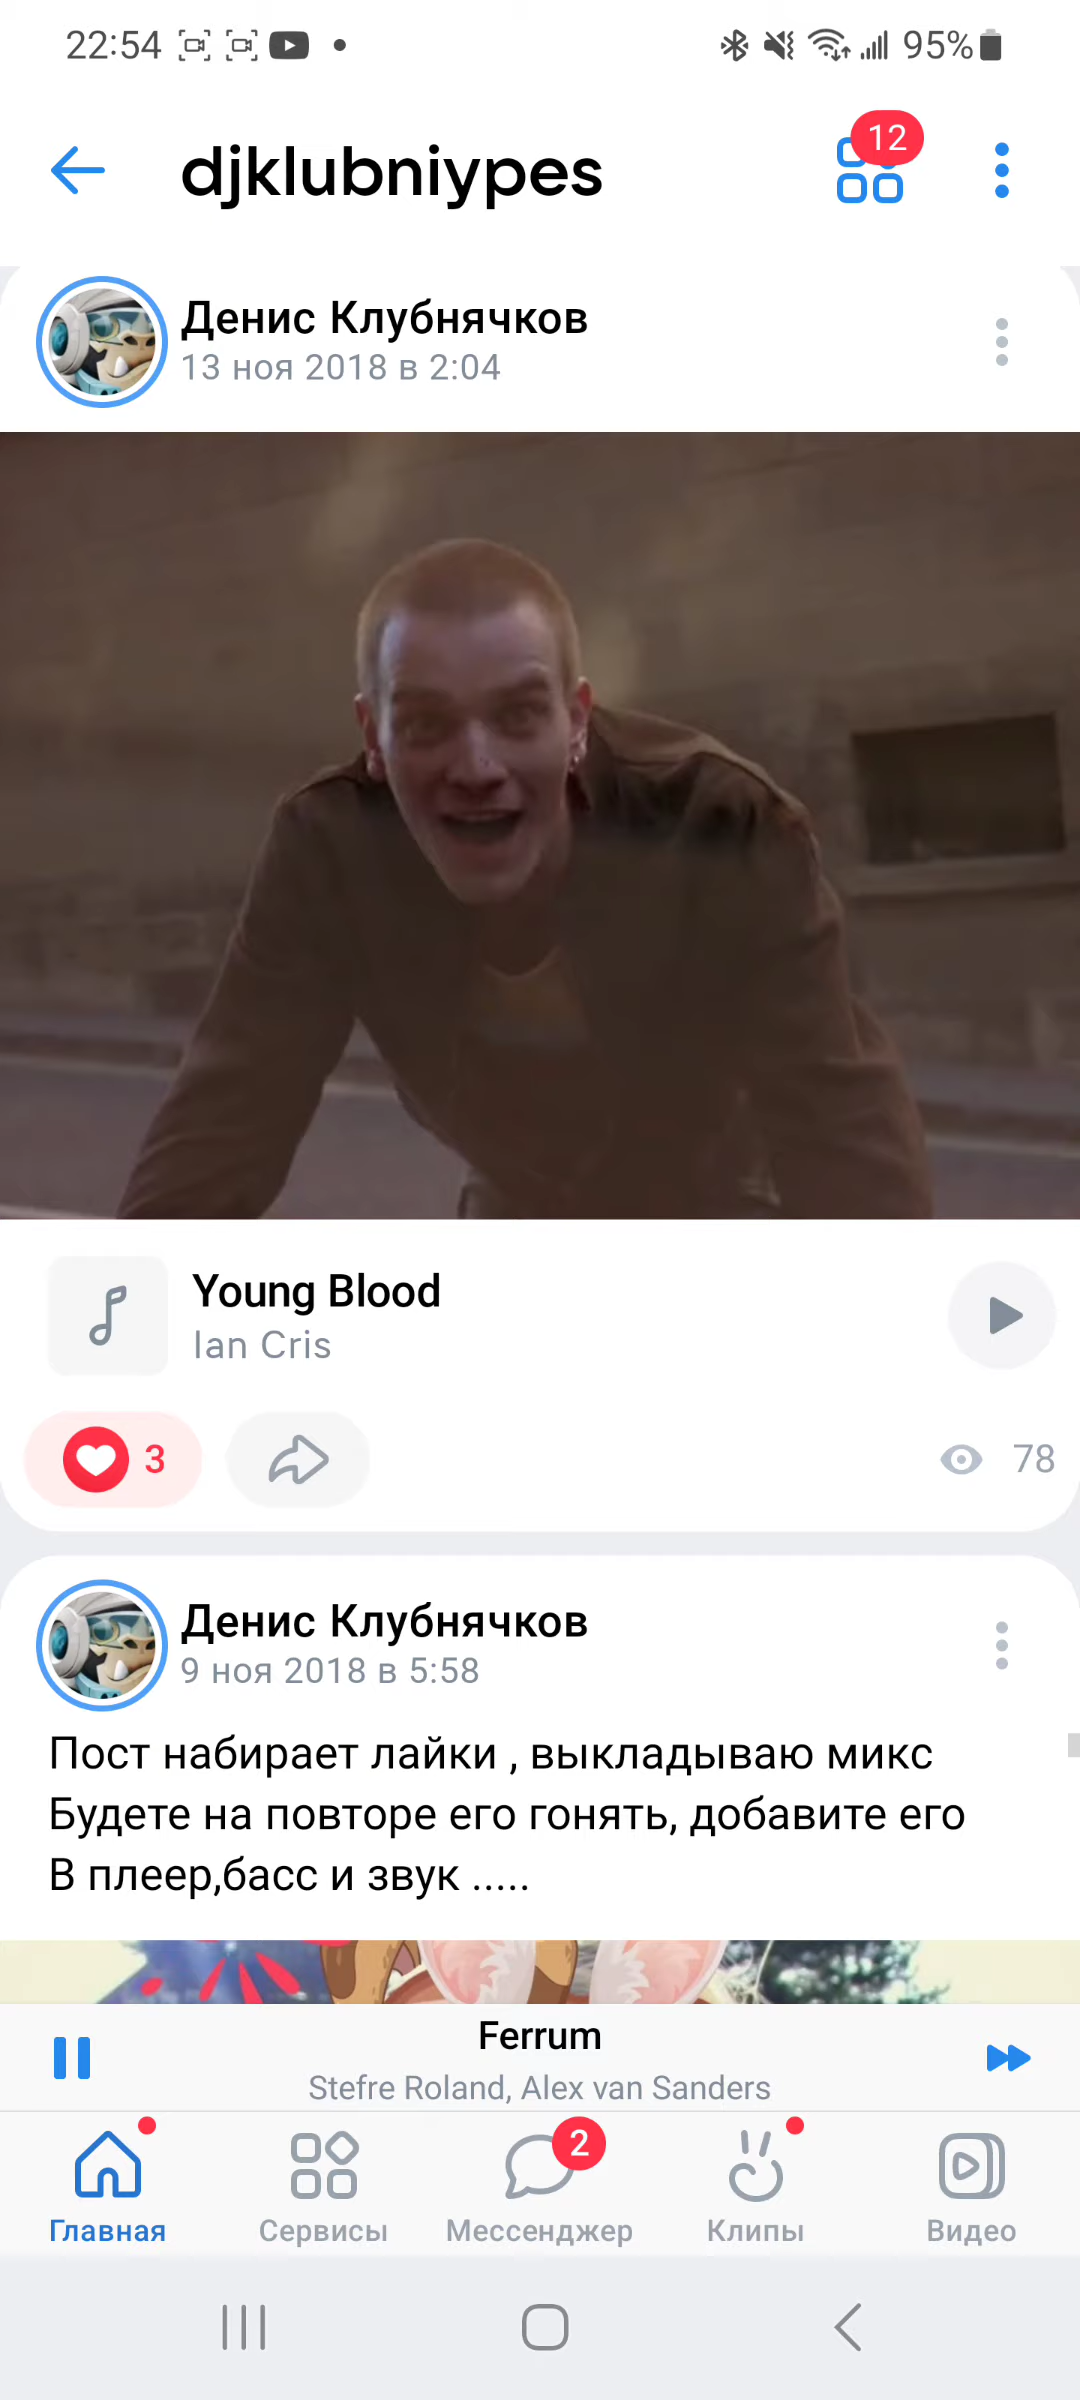 22:54
95%
djklubniypes
12
Денис Клубнячков
13 ноя 2018 в 2:04
Young Blood
Ian Cris
3
78
Денис Клубнячков
9 ноя 2018 в 5:58
Пост набирает лайки , выкладываю микс
Будете на повторе его гонять, добавите его
В плеер,басс и звук .....
Ferrum
Stefre Roland, Alex van Sanders
2
Главная
Сервисы
Мессенджер
Клипы
Видео